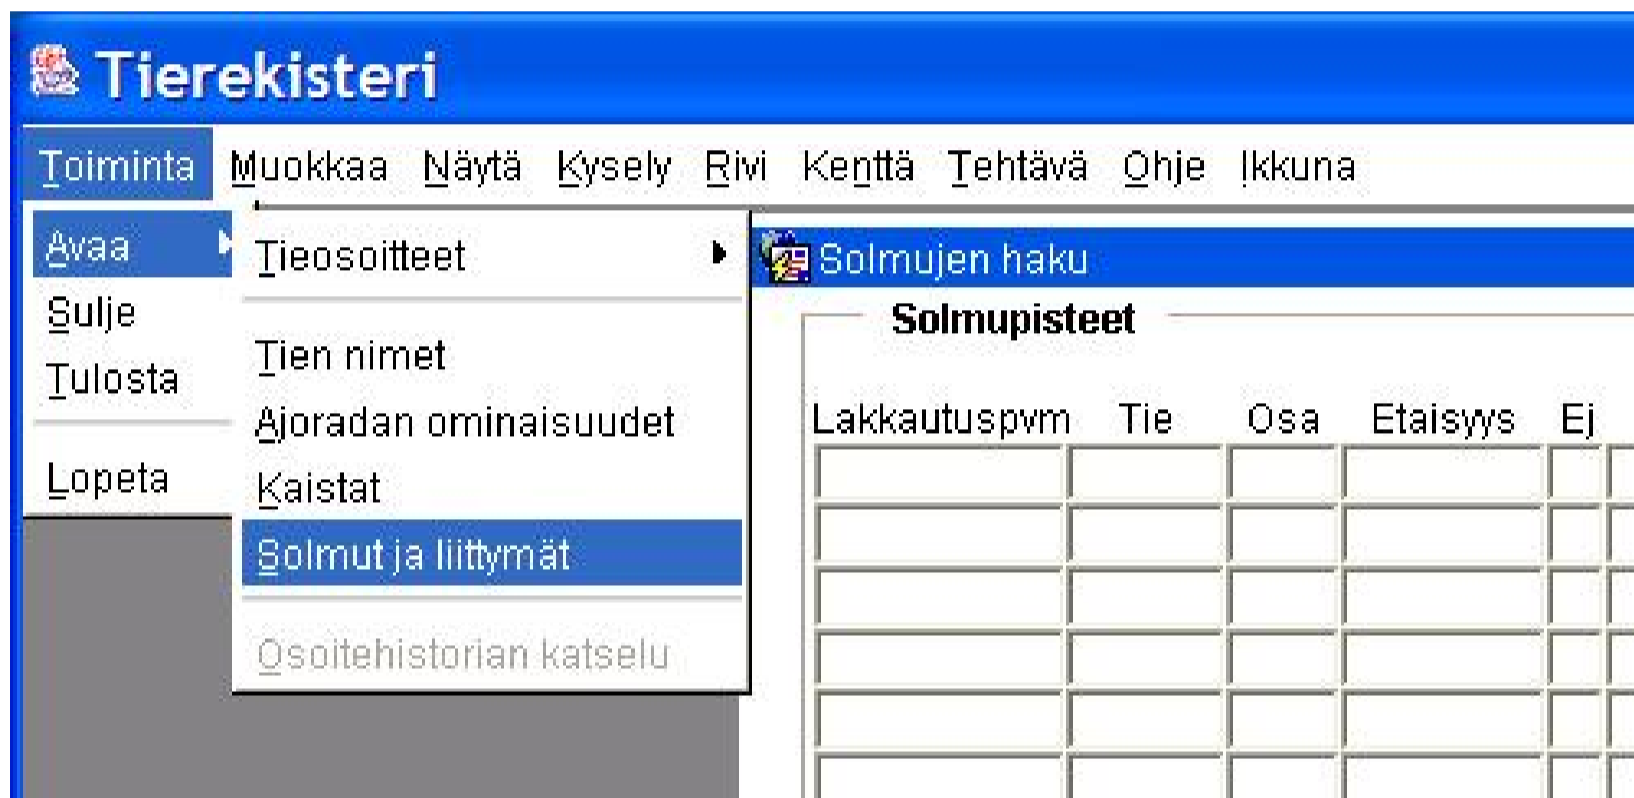 Tierekisteri
Toiminta Muokkaa Näytä Kysely Rivi Kenttä Tehtävä Ohje Ikkuna
Avaa
Sulje
Tulosta
Lopeta
Tieosoitteet
Tien nimet
Ajoradan ominaisuudet
Kaistat
Solmut ja liittymät
Osoitehistorian katselu
Solmujen haku
Solmupisteet
Lakkautuspvm Tie Osa Etaisyys Ej